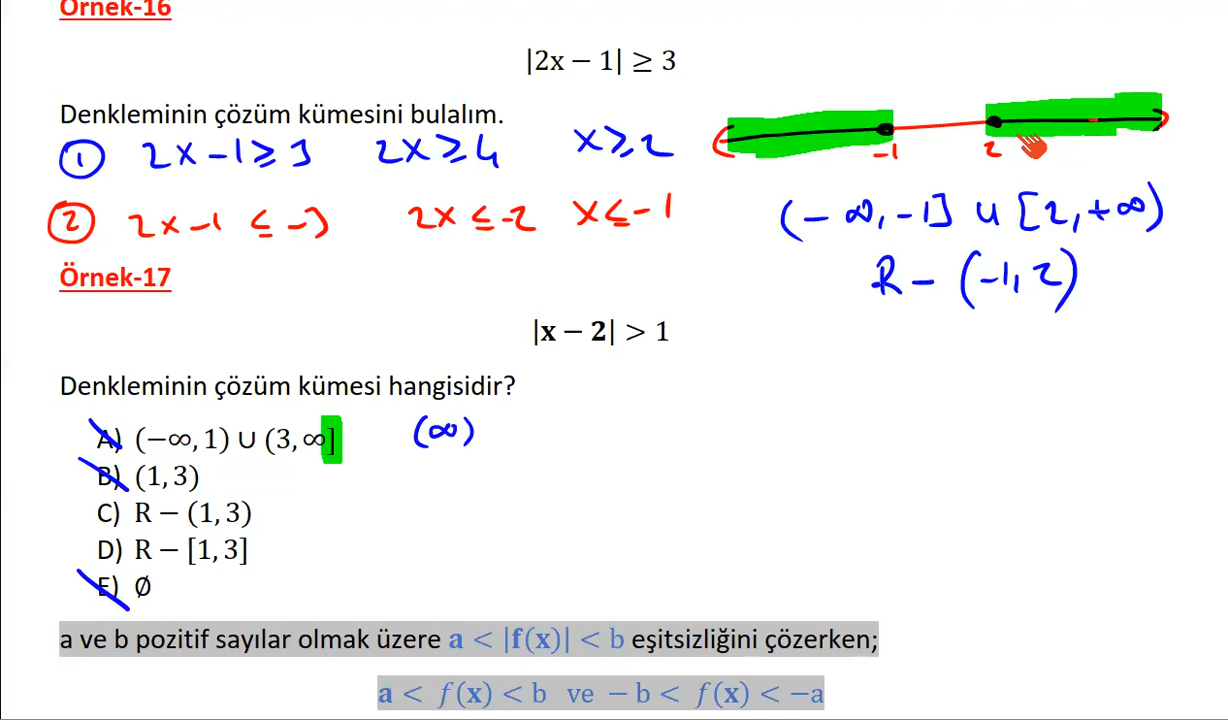 Örnek-16
|2x − 1| ≥ 3
Denkleminin çözüm kümesini bulalım.
1 2x-1≥3 2x≥4 x≥2
-1 2
2 2x-1 ≤ -3 2x ≤ -2 x ≤ -1
(-∞, -1] ∪ [2, +∞)
R - (-1, 2)
Örnek-17
|x − 2| > 1
Denkleminin çözüm kümesi hangisidir?
A) (−∞, 1) ∪ (3, ∞] (∞)
B) (1, 3)
C) R − (1, 3)
D) R − [1, 3]
E) Ø
a ve b pozitif sayılar olmak üzere a < |f(x)| < b eşitsizliğini çözerken;
a < f(x) < b ve − b < f(x) < −a